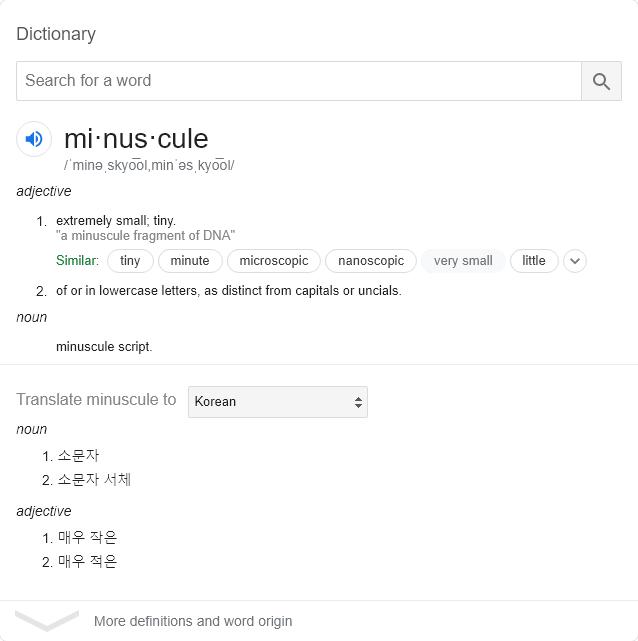 Dictionary
Search for a word
mi·nus·cule
/ˈminəˌskyo͞ol,minˈəsˌkyo͞ol/
adjective
1. extremely small; tiny.
"a minuscule fragment of DNA"
Similar: tiny minute microscopic nanoscopic very small little
2. of or in lowercase letters, as distinct from capitals or uncials.
noun
minuscule script.
Translate minuscule to Korean
noun
1. 소문자
2. 소문자 서체
adjective
1. 매우 작은
2. 매우 적은
More definitions and word origin